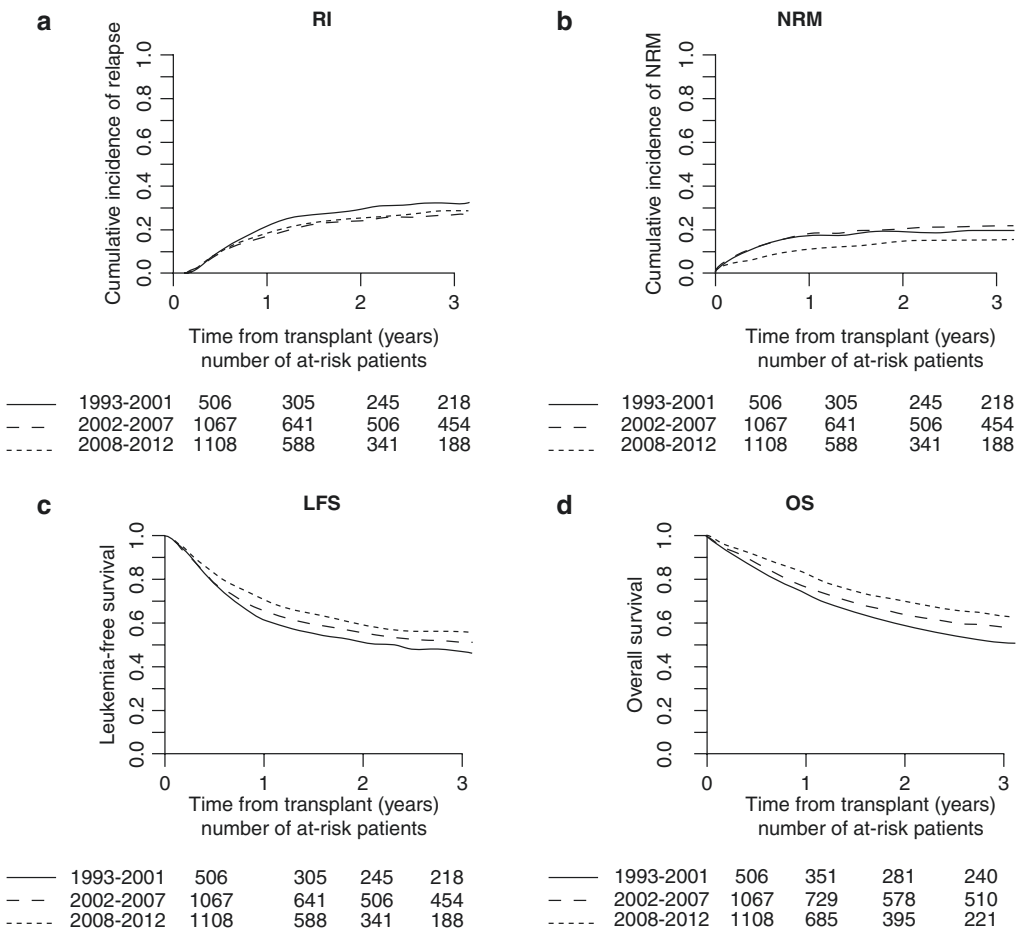 a
RI
Cumulative incidence of relapse
1.0
0.8
0.6
0.4
0.2
0.0
0 1 2 3
Time from transplant (years)
number of at-risk patients
1993-2001 506 305 245 218
2002-2007 1067 641 506 454
2008-2012 1108 588 341 188
b
NRM
Cumulative incidence of NRM
1.0
0.8
0.6
0.4
0.2
0.0
0 1 2 3
Time from transplant (years)
number of at-risk patients
1993-2001 506 305 245 218
2002-2007 1067 641 506 454
2008-2012 1108 588 341 188
c
LFS
Leukemia-free survival
1.0
0.8
0.6
0.4
0.2
0.0
0 1 2 3
Time from transplant (years)
number of at-risk patients
1993-2001 506 305 245 218
2002-2007 1067 641 506 454
2008-2012 1108 588 341 188
d
OS
Overall survival
1.0
0.8
0.6
0.4
0.2
0.0
0 1 2 3
Time from transplant (years)
number of at-risk patients
1993-2001 506 351 281 240
2002-2007 1067 729 578 510
2008-2012 1108 685 395 221